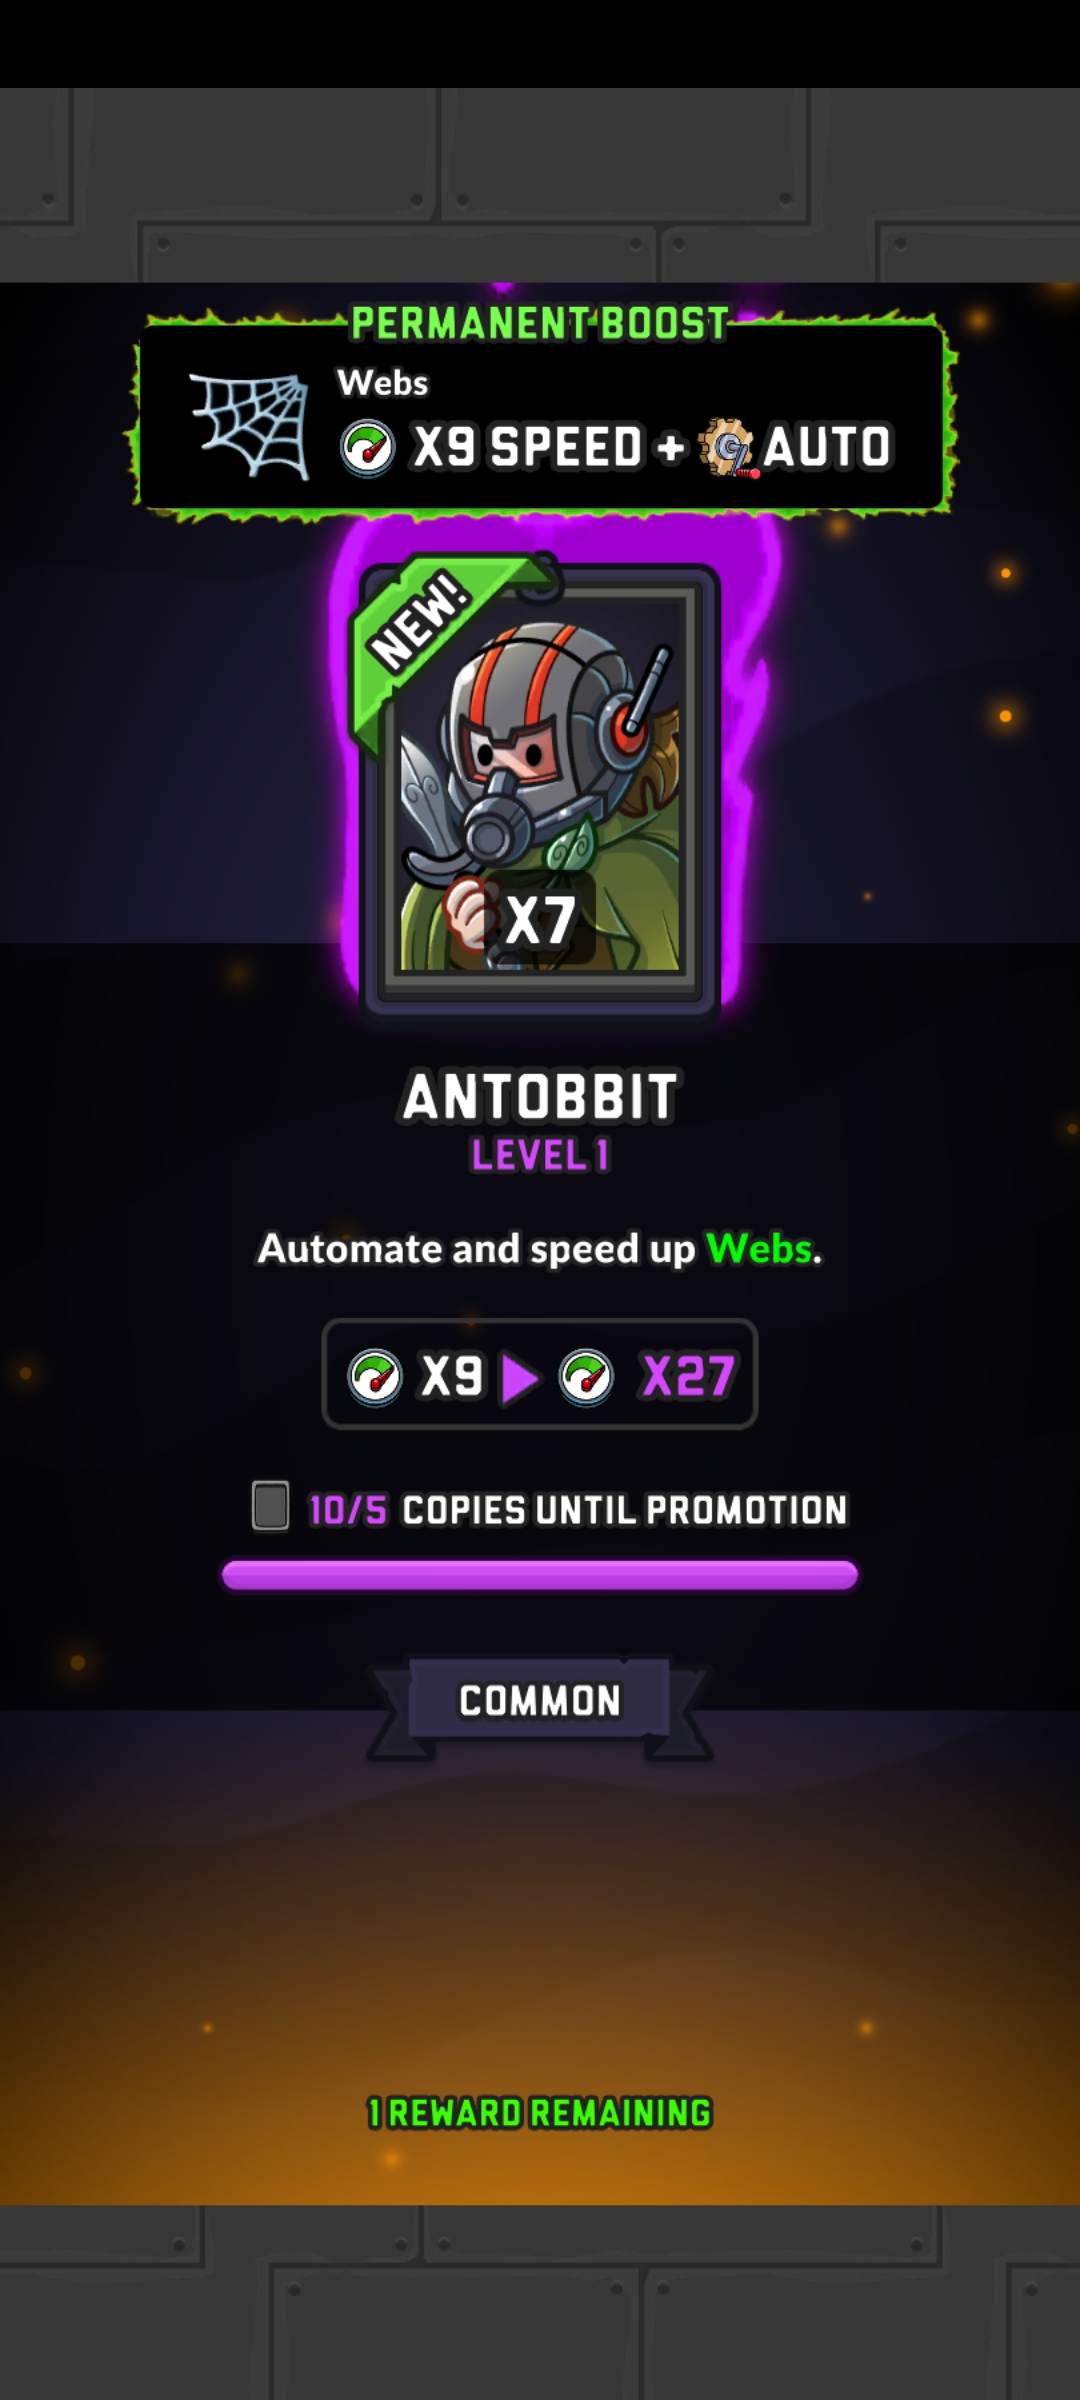 PERMANENT BOOST
Webs
X9 SPEED + AUTO
NEW!
X7
ANTOBBIT
LEVEL 1
Automate and speed up Webs.
X9 X27
10/5 COPIES UNTIL PROMOTION
COMMON
1 REWARD REMAINING